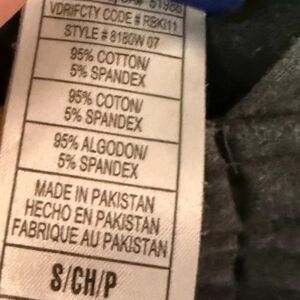 51988
VDRIFCTY CODE # RBKI11
STYLE # 8180W 07
95% COTTON/
5% SPANDEX
95% COTON/
5% SPANDEX
95% ALGODON/
5% SPANDEX
MADE IN PAKISTAN
HECHO EN PAKISTAN
FABRIQUE AU PAKISTAN
S/CH/P